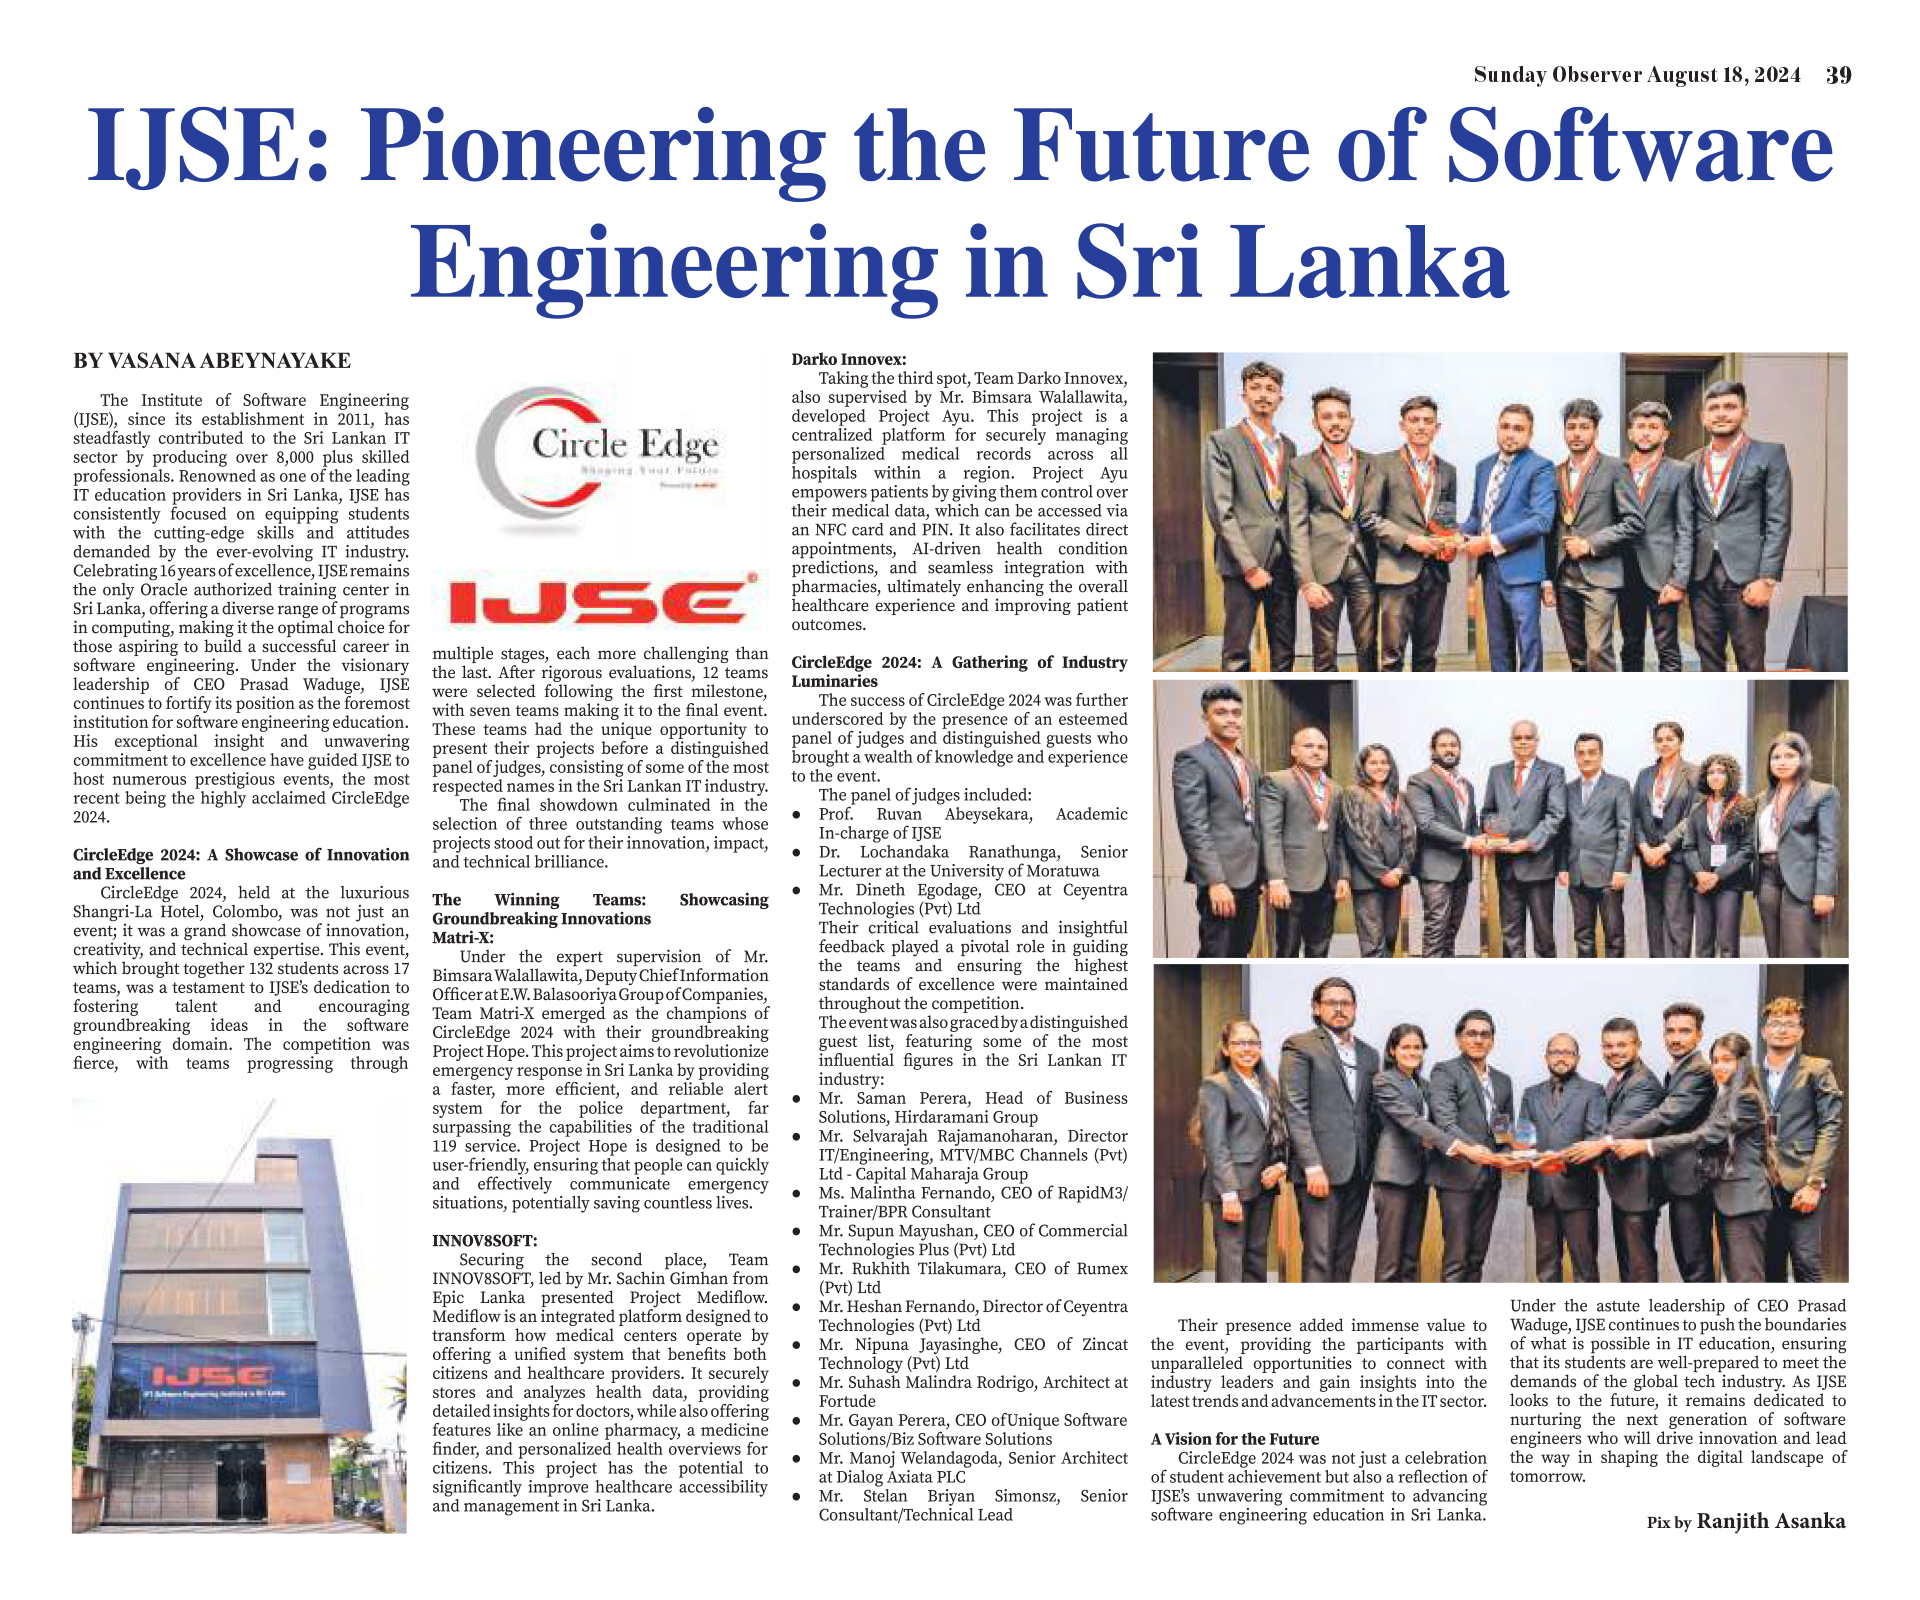 Sunday Observer August 18, 2024 39
IJSE: Pioneering the Future of Software
Engineering in Sri Lanka
BY VASANA ABEYNAYAKE
The Institute of Software Engineering
(IJSE), since its establishment in 2011, has
steadfastly contributed to the Sri Lankan IT
sector by producing over 8,000 plus skilled
professionals. Renowned as one of the leading
IT education providers in Sri Lanka, IJSE has
consistently focused on equipping students
with the cutting-edge skills and attitudes
demanded by the ever-evolving IT industry.
Celebrating 16 years of excellence, IJSE remains
the only Oracle authorized training center in
Sri Lanka, offering a diverse range of programs
in computing, making it the optimal choice for
those aspiring to build a successful career in
software engineering. Under the visionary
leadership of CEO Prasad Waduge, IJSE
continues to fortify its position as the foremost
institution for software engineering education.
His exceptional insight and unwavering
commitment to excellence have guided IJSE to
host numerous prestigious events, the most
recent being the highly acclaimed CircleEdge
2024.
CircleEdge 2024: A Showcase of Innovation
and Excellence
CircleEdge 2024, held at the luxurious
Shangri-La Hotel, Colombo, was not just an
event; it was a grand showcase of innovation,
creativity, and technical expertise. This event,
which brought together 132 students across 17
teams, was a testament to IJSE's dedication to
fostering talent and encouraging
groundbreaking ideas in the software
engineering domain. The competition was
fierce, with teams progressing through
IJSE
#1 Software Engineering Institute in Sri Lanka
Circle Edge
Shaping Your Future
IJSE®
multiple stages, each more challenging than
the last. After rigorous evaluations, 12 teams
were selected following the first milestone,
with seven teams making it to the final event.
These teams had the unique opportunity to
present their projects before a distinguished
panel of judges, consisting of some of the most
respected names in the Sri Lankan IT industry.
The final showdown culminated in the
selection of three outstanding teams whose
projects stood out for their innovation, impact,
and technical brilliance.
The Winning Teams: Showcasing
Groundbreaking Innovations
Matri-X:
Under the expert supervision of Mr.
Bimsara Walallawita, Deputy Chief Information
Officer at E.W. Balasooriya Group of Companies,
Team Matri-X emerged as the champions of
CircleEdge 2024 with their groundbreaking
Project Hope. This project aims to revolutionize
emergency response in Sri Lanka by providing
a faster, more efficient, and reliable alert
system for the police department, far
surpassing the capabilities of the traditional
119 service. Project Hope is designed to be
user-friendly, ensuring that people can quickly
and effectively communicate emergency
situations, potentially saving countless lives.
INNOV8SOFT:
Securing the second place, Team
INNOV8SOFT, led by Mr. Sachin Gimhan from
Epic Lanka presented Project Mediflow.
Mediflow is an integrated platform designed to
transform how medical centers operate by
offering a unified system that benefits both
citizens and healthcare providers. It securely
stores and analyzes health data, providing
detailed insights for doctors, while also offering
features like an online pharmacy, a medicine
finder, and personalized health overviews for
citizens. This project has the potential to
significantly improve healthcare accessibility
and management in Sri Lanka.
Darko Innovex:
Taking the third spot, Team Darko Innovex,
also supervised by Mr. Bimsara Walallawita,
developed Project Ayu. This project is a
centralized platform for securely managing
personalized medical records across all
hospitals within a region. Project Ayu
empowers patients by giving them control over
their medical data, which can be accessed via
an NFC card and PIN. It also facilitates direct
appointments, AI-driven health condition
predictions, and seamless integration with
pharmacies, ultimately enhancing the overall
healthcare experience and improving patient
outcomes.
CircleEdge 2024: A Gathering of Industry
Luminaries
The success of CircleEdge 2024 was further
underscored by the presence of an esteemed
panel of judges and distinguished guests who
brought a wealth of knowledge and experience
to the event.
The panel of judges included:
● Prof. Ruvan Abeysekara, Academic
In-charge of IJSE
● Dr. Lochandaka Ranathunga, Senior
Lecturer at the University of Moratuwa
● Mr. Dineth Egodage, CEO at Ceyentra
Technologies (Pvt) Ltd
Their critical evaluations and insightful
feedback played a pivotal role in guiding
the teams and ensuring the highest
standards of excellence were maintained
throughout the competition.
The event was also graced by a distinguished
guest list, featuring some of the most
influential figures in the Sri Lankan IT
industry:
● Mr. Saman Perera, Head of Business
Solutions, Hirdaramani Group
● Mr. Selvarajah Rajamanoharan, Director
IT/Engineering, MTV/MBC Channels (Pvt)
Ltd - Capital Maharaja Group
● Ms. Malintha Fernando, CEO of RapidM3/
Trainer/BPR Consultant
● Mr. Supun Mayushan, CEO of Commercial
Technologies Plus (Pvt) Ltd
● Mr. Rukhith Tilakumara, CEO of Rumex
(Pvt) Ltd
● Mr. Heshan Fernando, Director of Ceyentra
Technologies (Pvt) Ltd
● Mr. Nipuna Jayasinghe, CEO of Zincat
Technology (Pvt) Ltd
● Mr. Suhash Malindra Rodrigo, Architect at
Fortude
● Mr. Gayan Perera, CEO ofUnique Software
Solutions/Biz Software Solutions
● Mr. Manoj Welandagoda, Senior Architect
at Dialog Axiata PLC
● Mr. Stelan Briyan Simonsz, Senior
Consultant/Technical Lead
Their presence added immense value to
the event, providing the participants with
unparalleled opportunities to connect with
industry leaders and gain insights into the
latest trends and advancements in the IT sector.
A Vision for the Future
CircleEdge 2024 was not just a celebration
of student achievement but also a reflection of
IJSE's unwavering commitment to advancing
software engineering education in Sri Lanka.
Under the astute leadership of CEO Prasad
Waduge, IJSE continues to push the boundaries
of what is possible in IT education, ensuring
that its students are well-prepared to meet the
demands of the global tech industry. As IJSE
looks to the future, it remains dedicated to
nurturing the next generation of software
engineers who will drive innovation and lead
the way in shaping the digital landscape of
tomorrow.
Pix by Ranjith Asanka